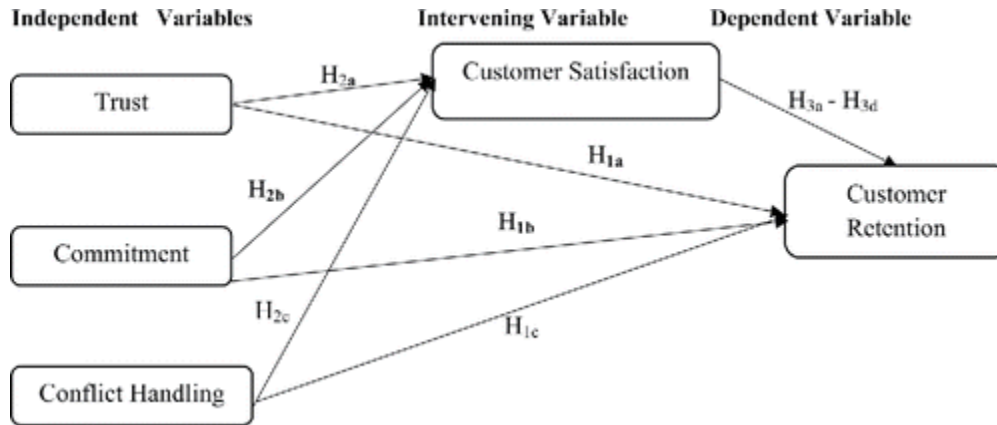 Independent Variables
Intervening Variable
Dependent Variable
Trust
Customer Satisfaction
H2a
H3a - H3d
H1a
Customer
Retention
H2b
H1b
Commitment
H2c
H1c
Conflict Handling